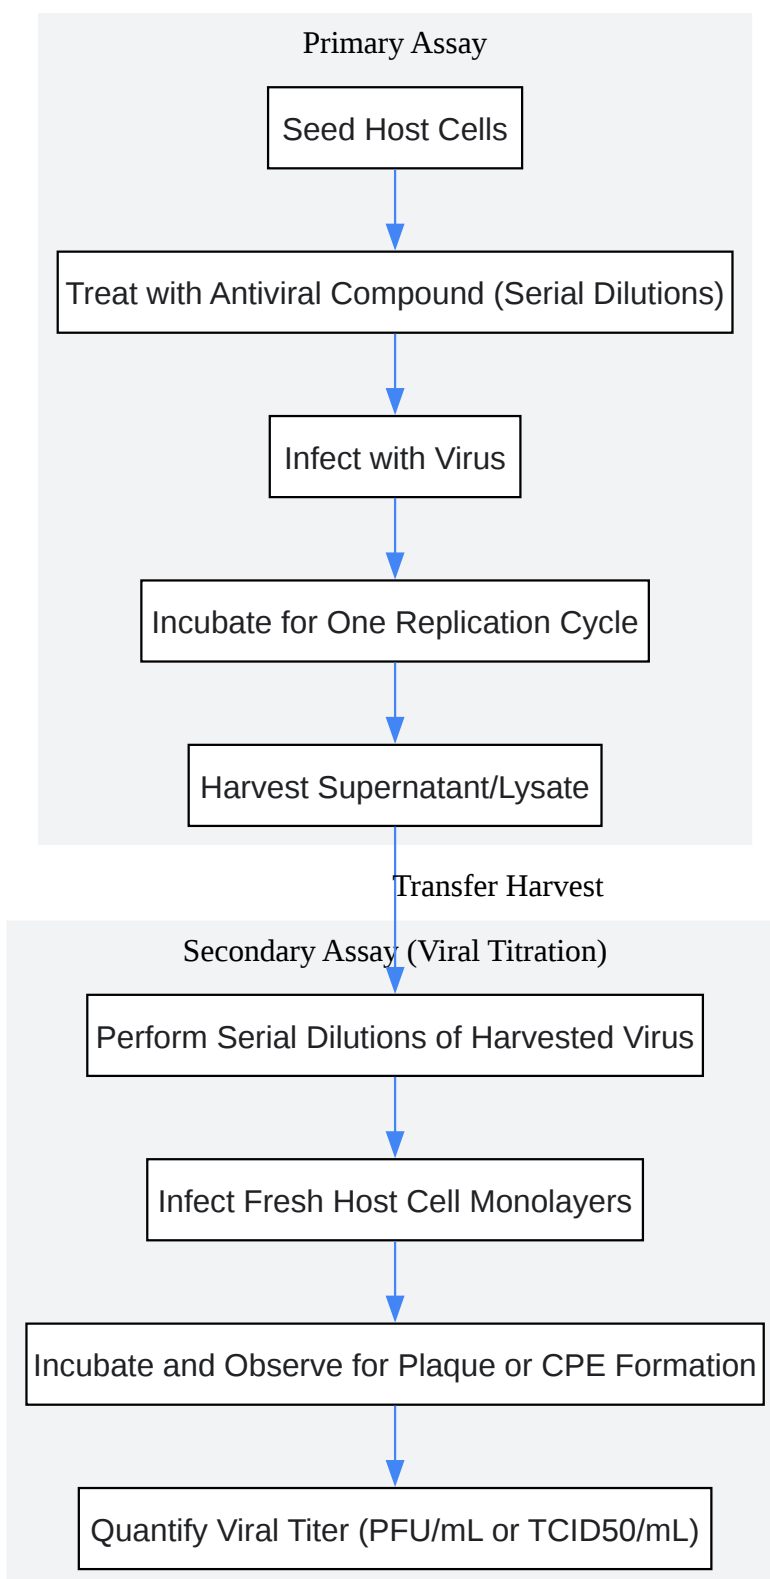 Primary Assay
Seed Host Cells
Treat with Antiviral Compound (Serial Dilutions)
Infect with Virus
Incubate for One Replication Cycle
Harvest Supernatant/Lysate
Transfer Harvest
Secondary Assay (Viral Titration)
Perform Serial Dilutions of Harvested Virus
Infect Fresh Host Cell Monolayers
Incubate and Observe for Plaque or CPE Formation
Quantify Viral Titer (PFU/mL or TCID50/mL)